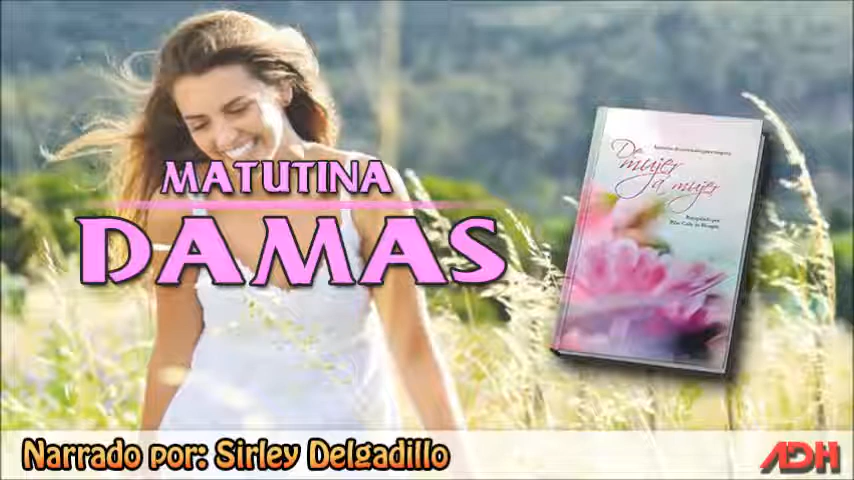 MATUTINA
DAMAS
De
mujer
a mujer
Narrado por: Sirley Delgadillo
ADH